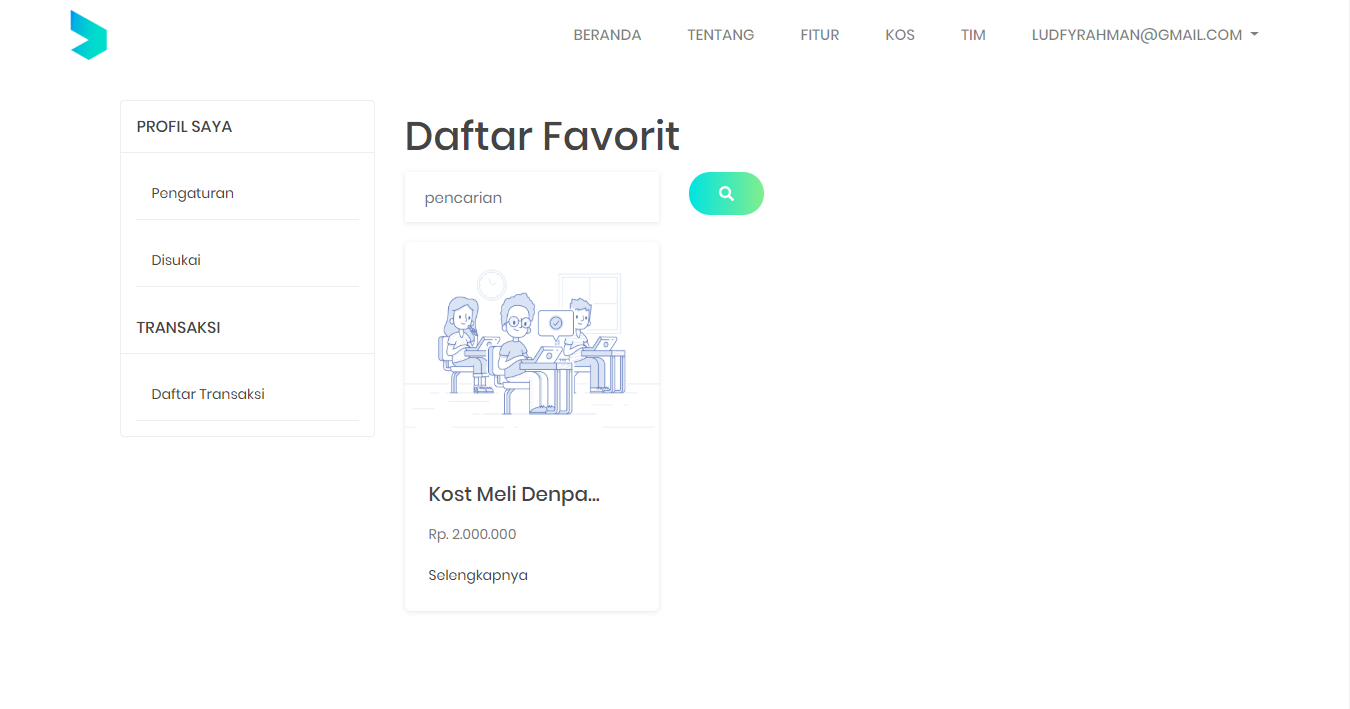 BERANDA TENTANG FITUR KOS TIM LUDFYRAHMAN@GMAIL.COM
PROFIL SAYA
Pengaturan
Disukai
TRANSAKSI
Daftar Transaksi
Daftar Favorit
pencarian
Kost Meli Denpa...
Rp. 2.000.000
Selengkapnya